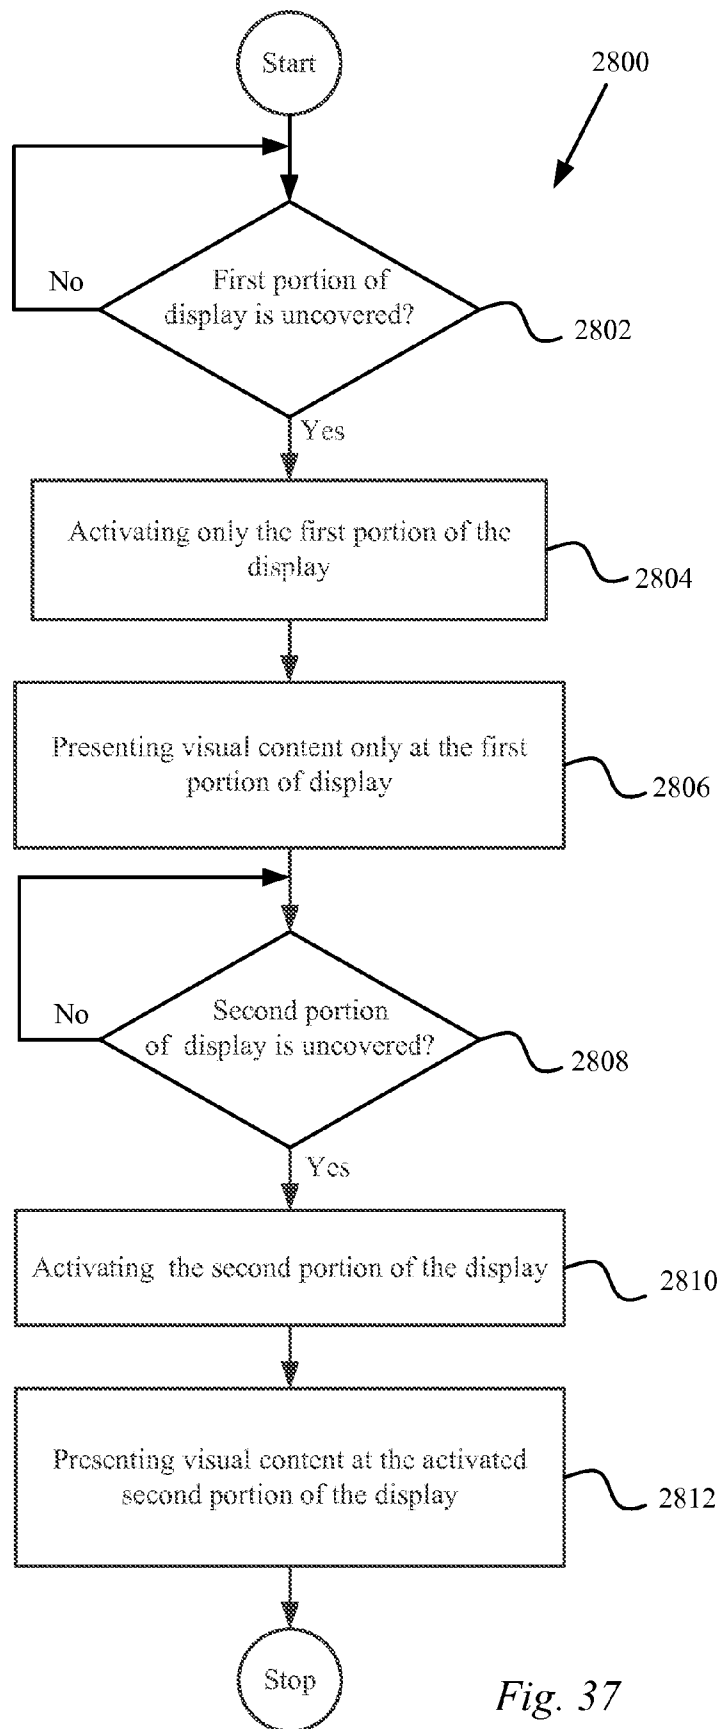 Start
2800
No
First portion of
display is uncovered?
2802
Yes
Activating only the first portion of the
display
2804
Presenting visual content only at the first
portion of display
2806
No
Second portion
of display is uncovered?
2808
Yes
Activating the second portion of the display
2810
Presenting visual content at the activated
second portion of the display
2812
Stop
Fig. 37